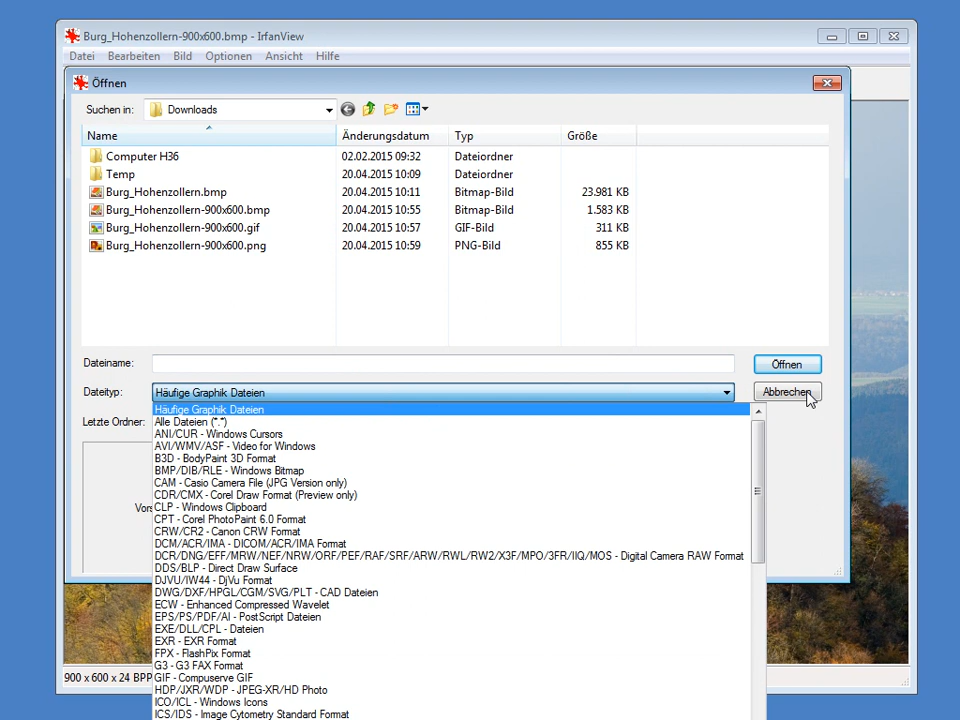 Burg_Hohenzollern-900x600.bmp - IrfanView
Datei Bearbeiten Bild Optionen Ansicht Hilfe
Öffnen
Suchen in: Downloads
Name Änderungsdatum Typ Größe
Computer H36 02.02.2015 09:32 Dateiordner
Temp 20.04.2015 10:09 Dateiordner
Burg_Hohenzollern.bmp 20.04.2015 10:11 Bitmap-Bild 23.981 KB
Burg_Hohenzollern-900x600.bmp 20.04.2015 10:55 Bitmap-Bild 1.583 KB
Burg_Hohenzollern-900x600.gif 20.04.2015 10:57 GIF-Bild 311 KB
Burg_Hohenzollern-900x600.png 20.04.2015 10:59 PNG-Bild 855 KB
Dateiname: Öffnen
Dateityp: Häufige Graphik Dateien Abbrechen
Letzte Ordner: Häufige Graphik Dateien
Alle Dateien (*.*)
ANI/CUR - Windows Cursors
AVI/WMV/ASF - Video for Windows
B3D - BodyPaint 3D Format
BMP/DIB/RLE - Windows Bitmap
CAM - Casio Camera File (JPG Version only)
CDR/CMX - Corel Draw Format (Preview only)
Vors CLP - Windows Clipboard
CPT - Corel PhotoPaint 6.0 Format
CRW/CR2 - Canon CRW Format
DCM/ACR/IMA - DICOM/ACR/IMA Format
DCR/DNG/EFF/MRW/NEF/NRW/ORF/PEF/RAF/SRF/ARW/RWL/RW2/X3F/MPO/3FR/IIQ/MOS - Digital Camera RAW Format
DDS/BLP - Direct Draw Surface
DJVU/IW44 - DjVu Format
DWG/DXF/HPGL/CGM/SVG/PLT - CAD Dateien
ECW - Enhanced Compressed Wavelet
EPS/PS/PDF/AI - PostScript Dateien
EXE/DLL/CPL - Dateien
EXR - EXR Format
FPX - FlashPix Format
G3 - G3 FAX Format
900 x 600 x 24 BPP GIF - Compuserve GIF
HDP/JXR/WDP - JPEG-XR/HD Photo
ICO/ICL - Windows Icons
ICS/IDS - Image Cytometry Standard Format